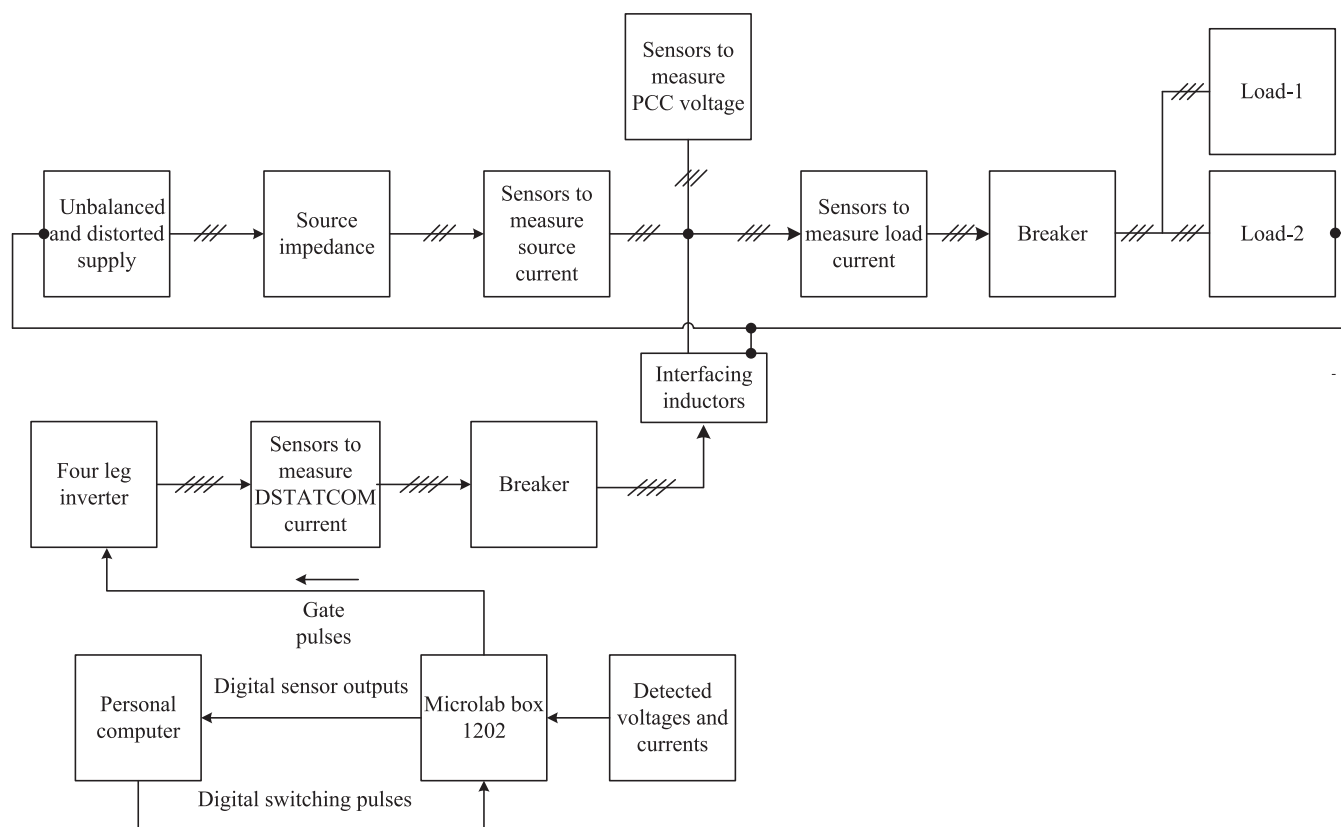 Sensors to
measure
PCC voltage
Load-1
Unbalanced
and distorted
supply
Source
impedance
Sensors to
measure
source
current
Sensors to
measure load
current
Breaker
Load-2
Interfacing
inductors
Four leg
inverter
Sensors to
measure
DSTATCOM
current
Breaker
Gate
pulses
Personal
computer
Digital sensor outputs
Microlab box
1202
Detected
voltages and
currents
Digital switching pulses